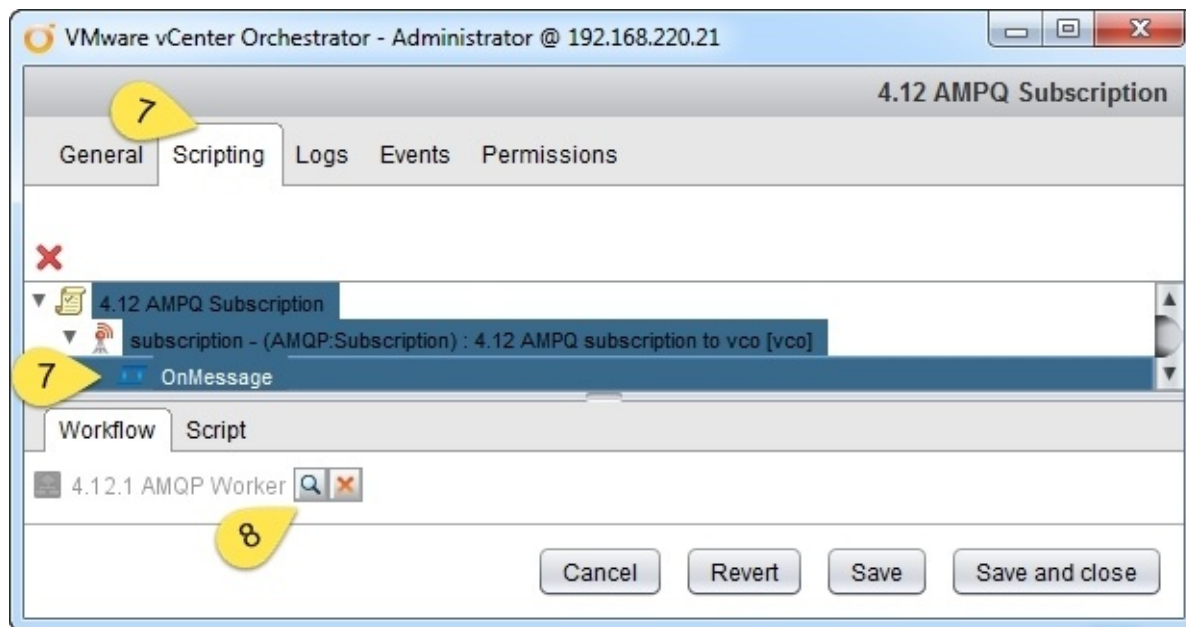 VMware vCenter Orchestrator - Administrator @ 192.168.220.21
4.12 AMPQ Subscription
7
General Scripting Logs Events Permissions
4.12 AMPQ Subscription
subscription - (AMQP:Subscription) : 4.12 AMPQ subscription to vco [vco]
7 OnMessage
Workflow Script
4.12.1 AMQP Worker
8
Cancel Revert Save Save and close